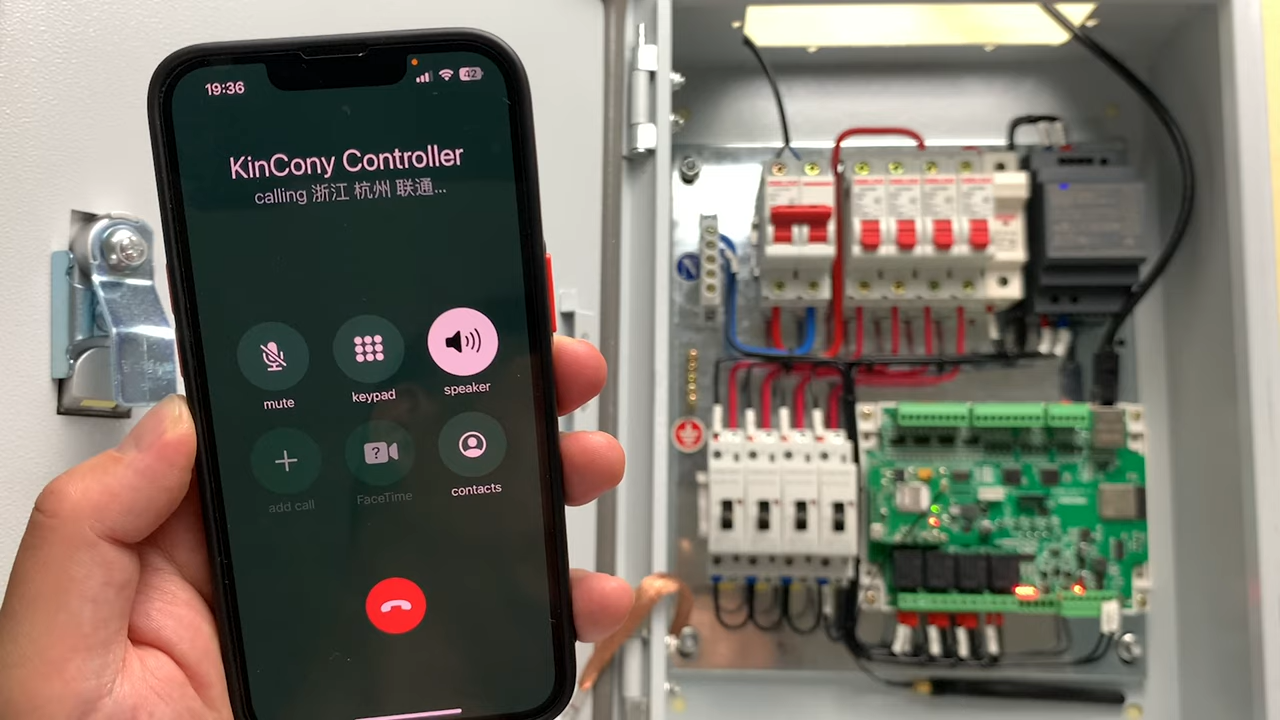 19:36
42
KinCony Controller
calling 浙江 杭州 联通...
mute
keypad
speaker
add call
FaceTime
contacts
N